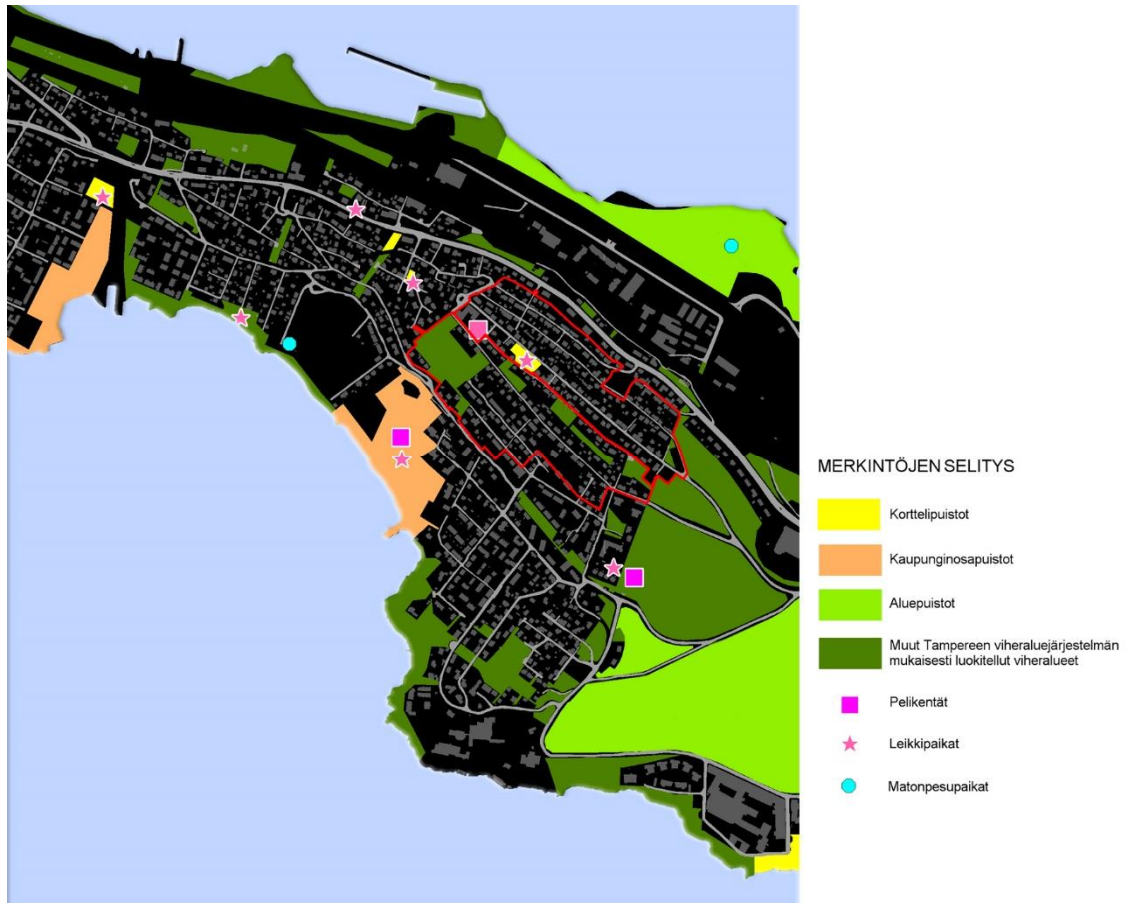 MERKINTÖJEN SELITYS
Korttelipuistot
Kaupunginosapuistot
Aluepuistot
Muut Tampereen viheraluejärjestelmän
mukaisesti luokitellut viheralueet
Pelikentät
Leikkipaikat
Matonpesupaikat